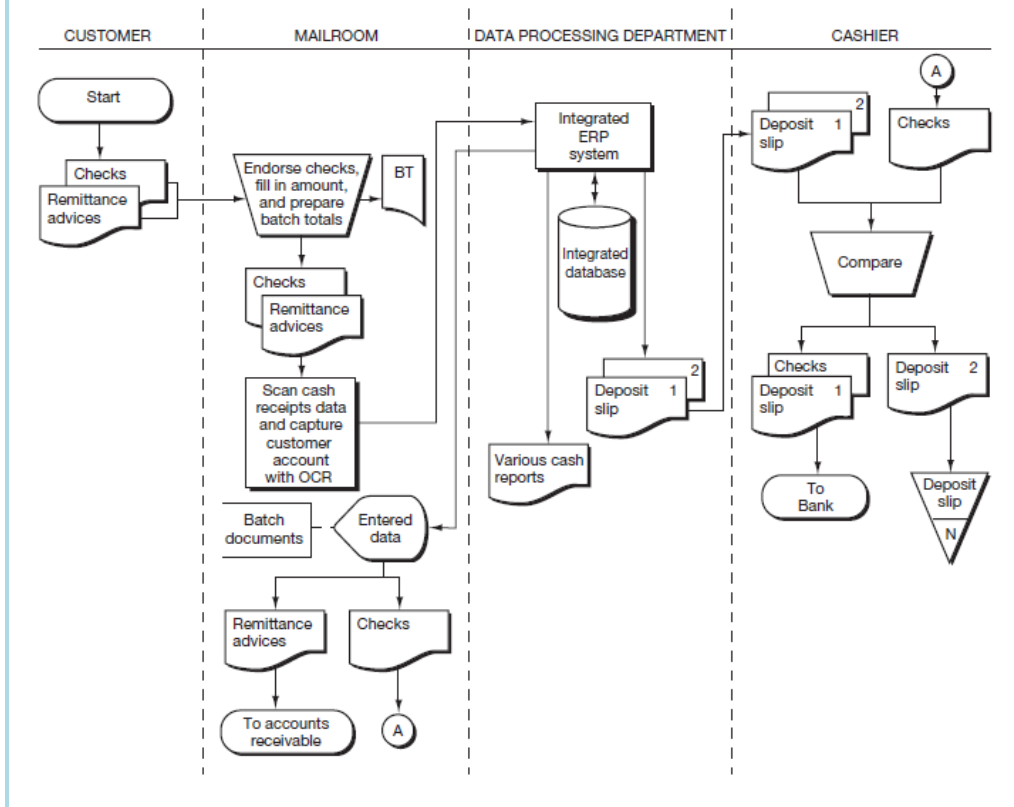 CUSTOMER
MAILROOM
DATA PROCESSING DEPARTMENT
CASHIER
Start
Checks
Remittance
advices
Endorse checks,
fill in amount,
and prepare
batch totals
BT
Checks
Remittance
advices
Scan cash
receipts data
and capture
customer
account
with OCR
Batch
documents
Entered
data
Remittance
advices
Checks
To accounts
receivable
A
Integrated
ERP
system
Integrated
database
2
Deposit 1
slip
Various cash
reports
A
2
Deposit 1
slip
Checks
Compare
Checks
Deposit 1
slip
Deposit 2
slip
To
Bank
Deposit
slip
N